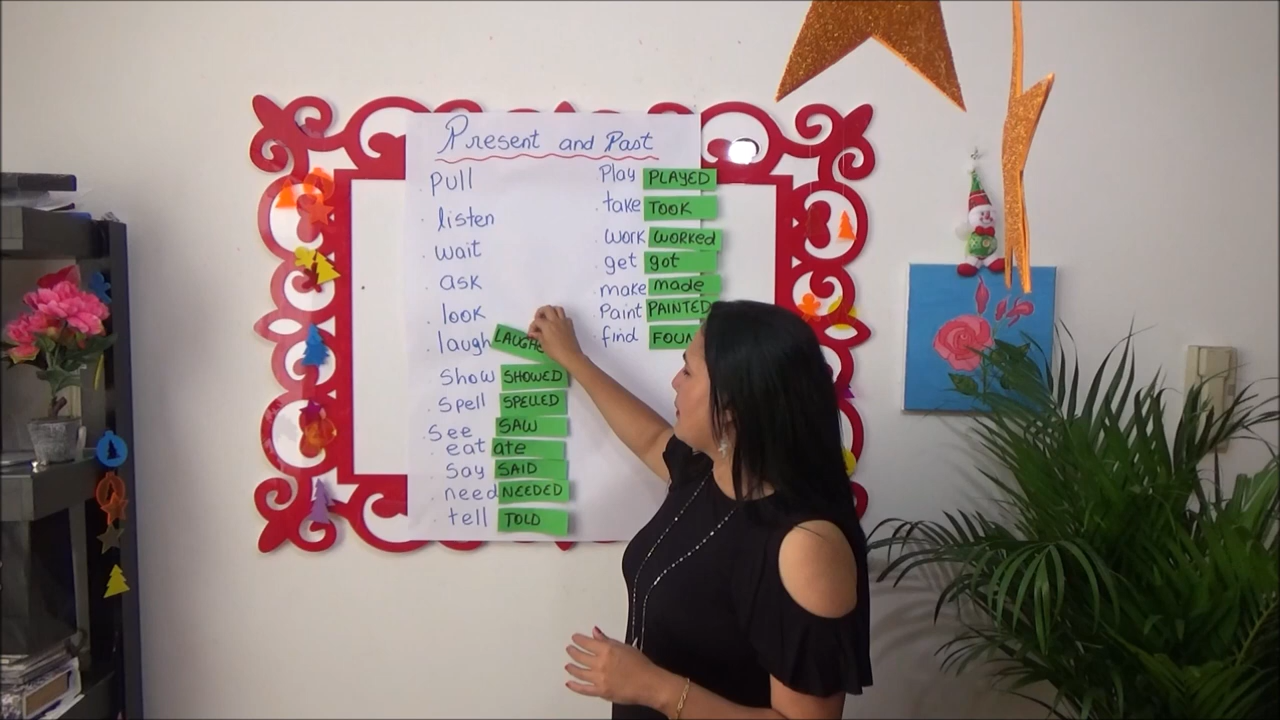 Present and Past
Pull
listen
wait
ask
look
laugh
Show SHOWED
Spell SPELLED
See SAW
eat ate
Say SAID
need NEEDED
tell TOLD
Play PLAYED
take TOOK
work WORKED
get got
make made
Paint PAINTED
find